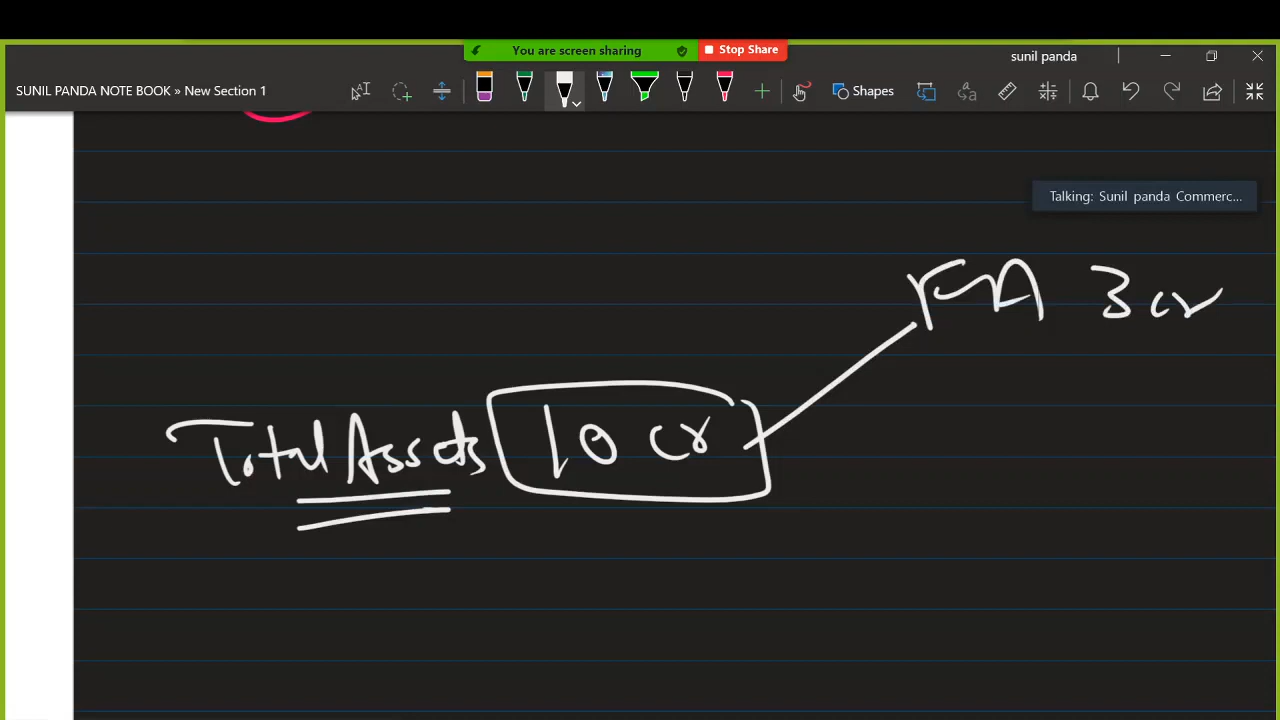 You are screen sharing
Stop Share
sunil panda
SUNIL PANDA NOTE BOOK » New Section 1
Shapes
Talking: Sunil panda Commerc...
FA 3 cr
Total Assets 10 cr